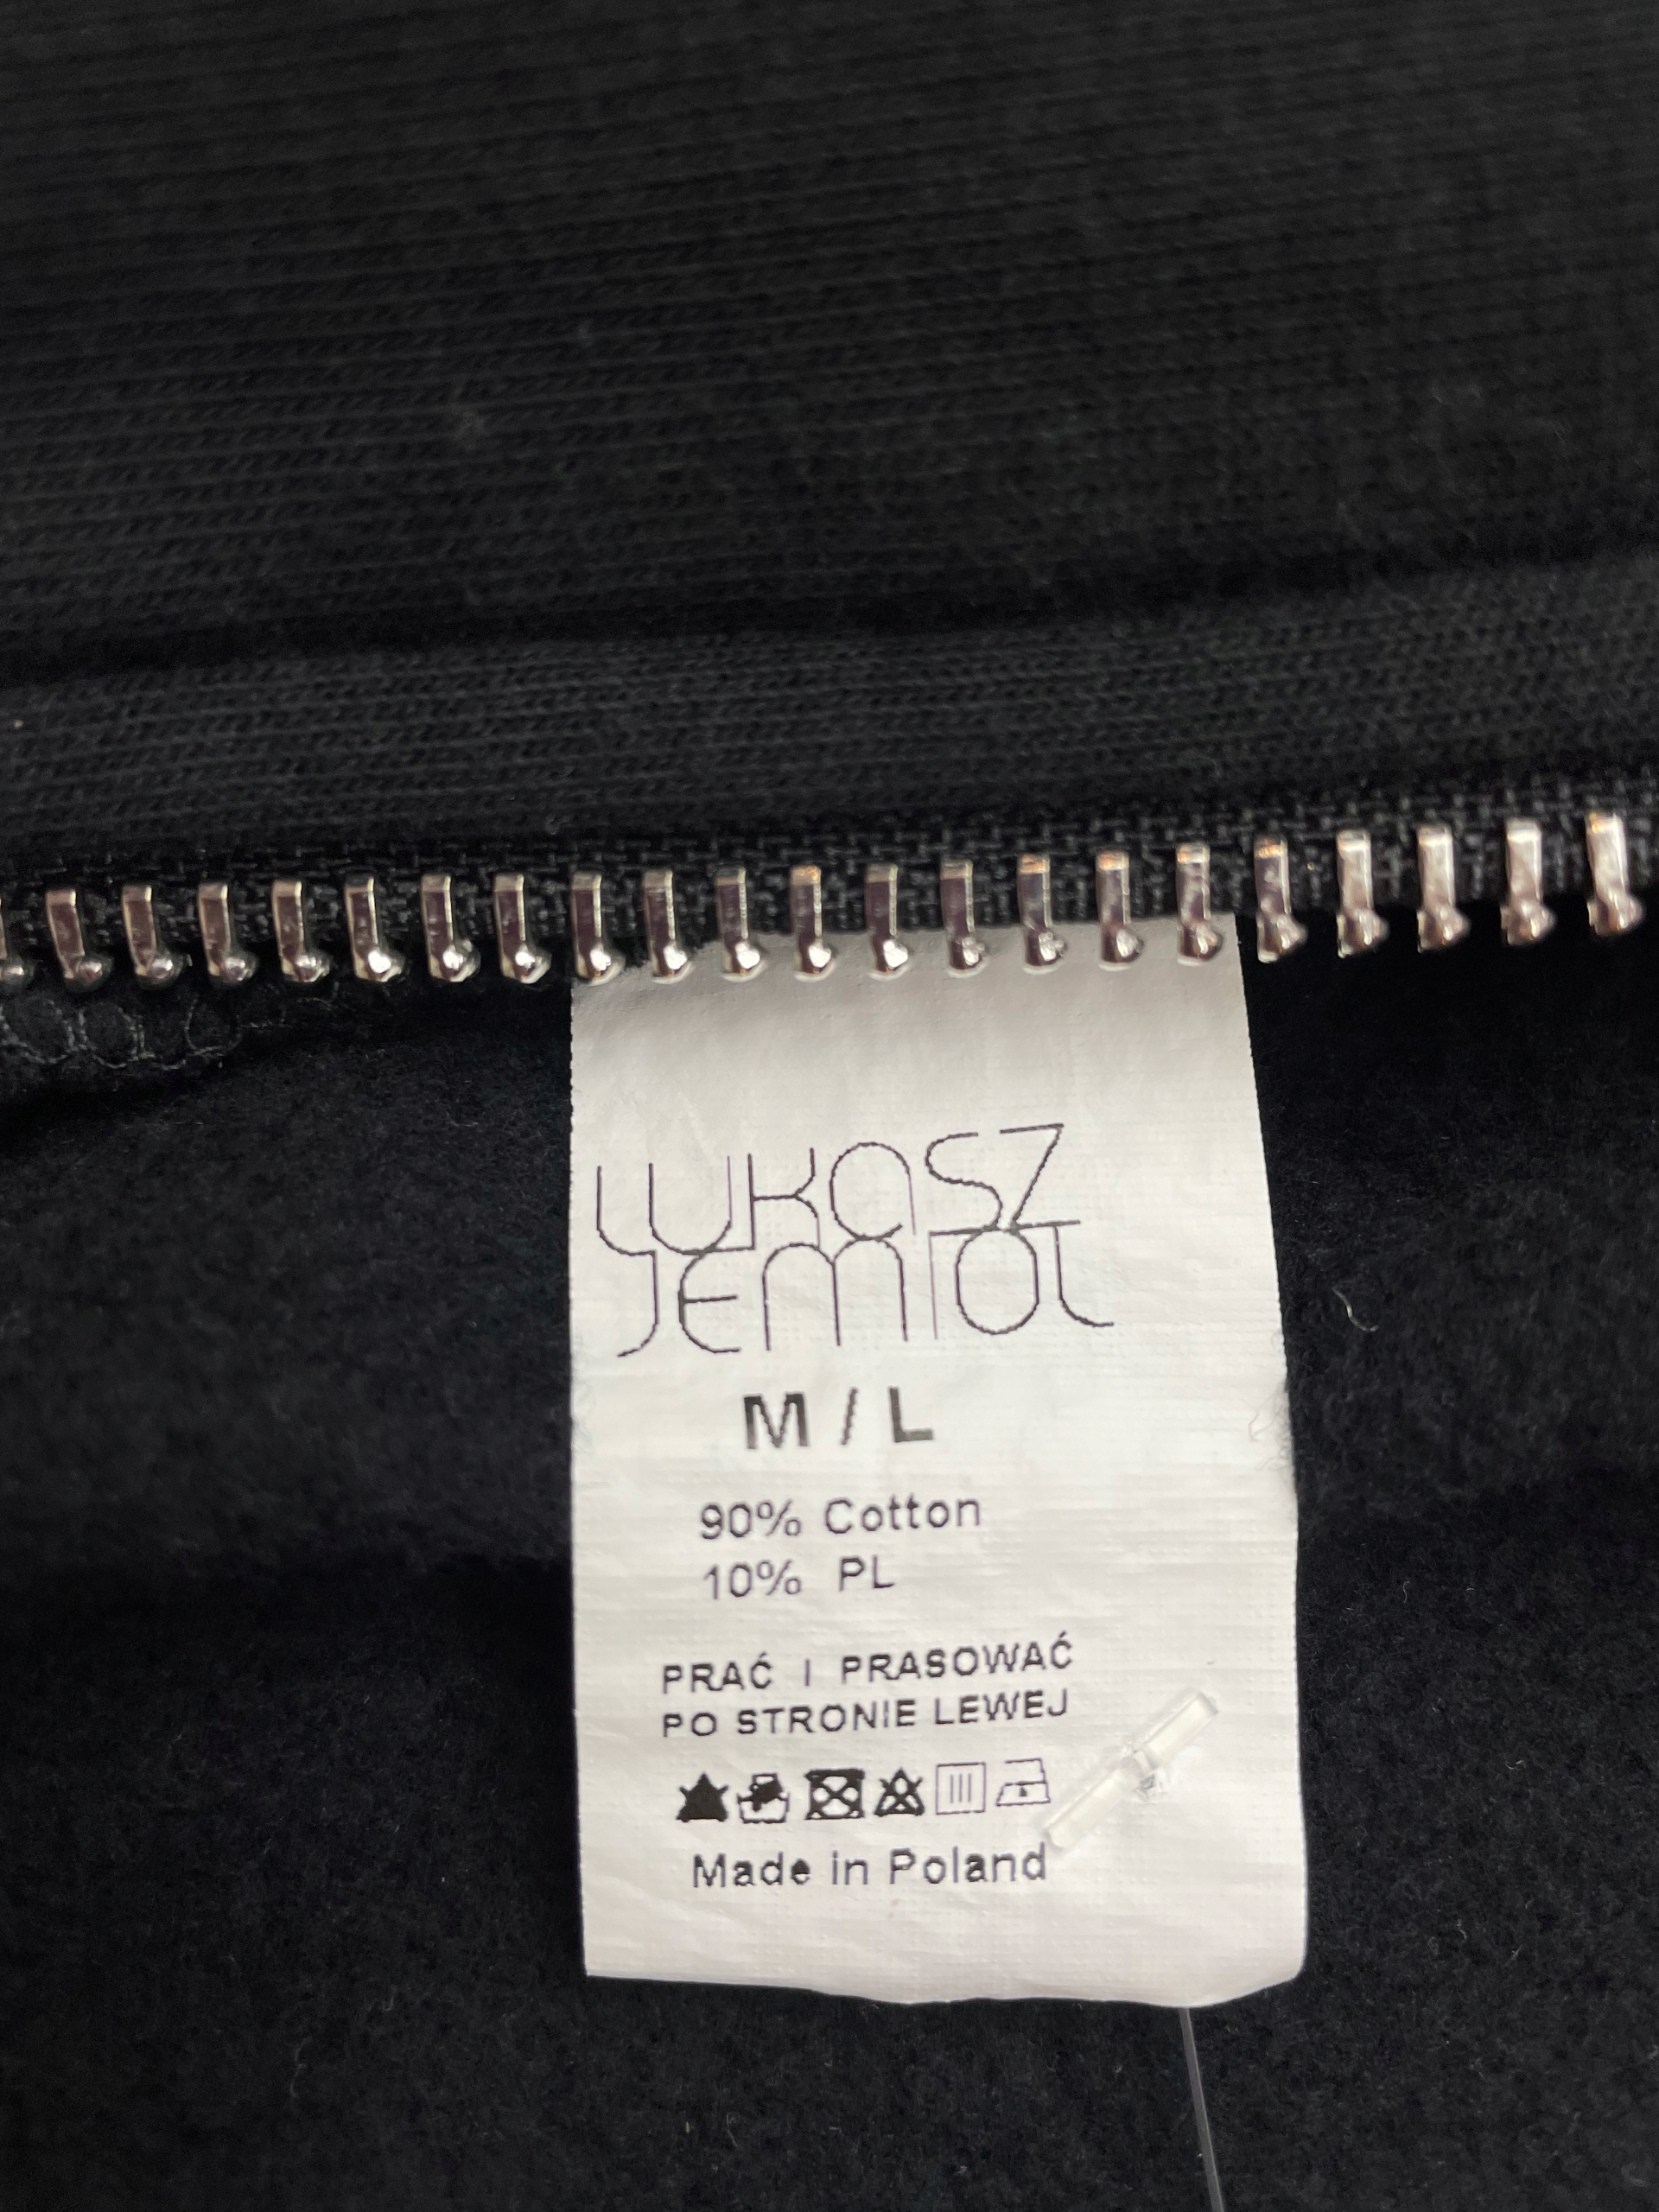 ŁUKASZ
JEMIOŁ
M / L
90% Cotton
10% PL
PRAĆ I PRASOWAĆ
PO STRONIE LEWEJ
Made in Poland